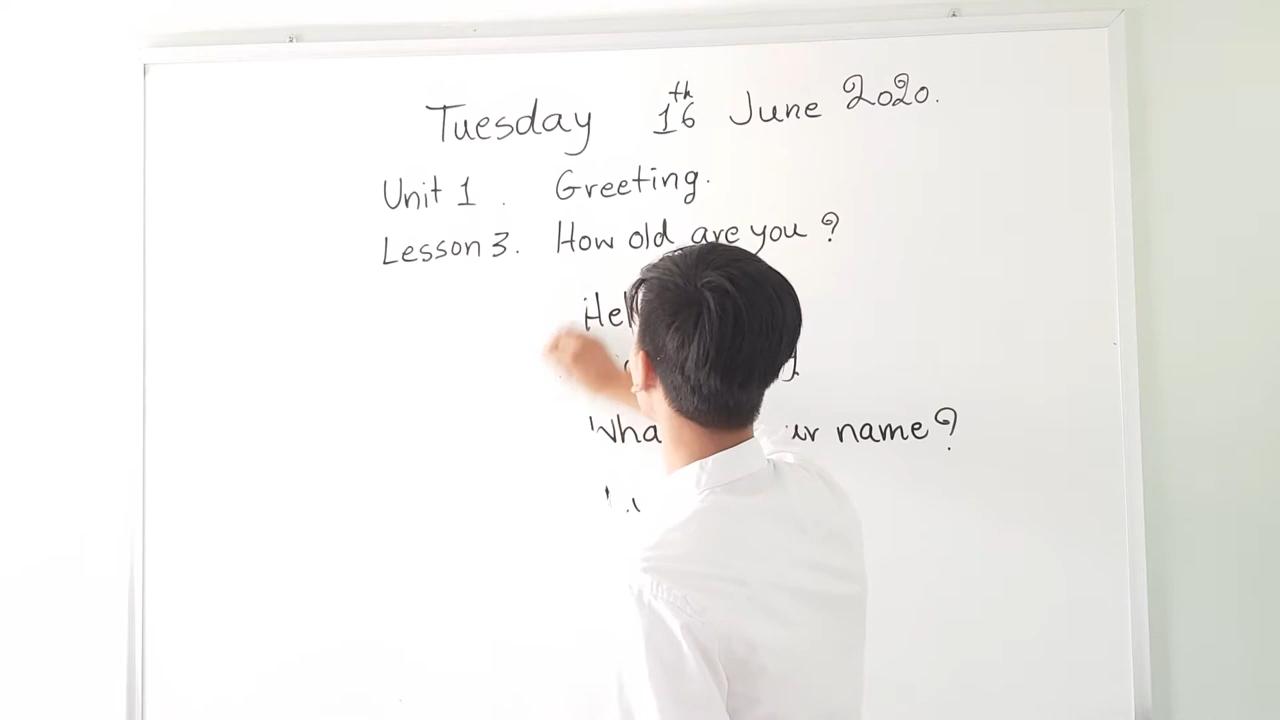 Tuesday 16th June 2020.
Unit 1. Greeting.
Lesson 3. How old are you?
name?